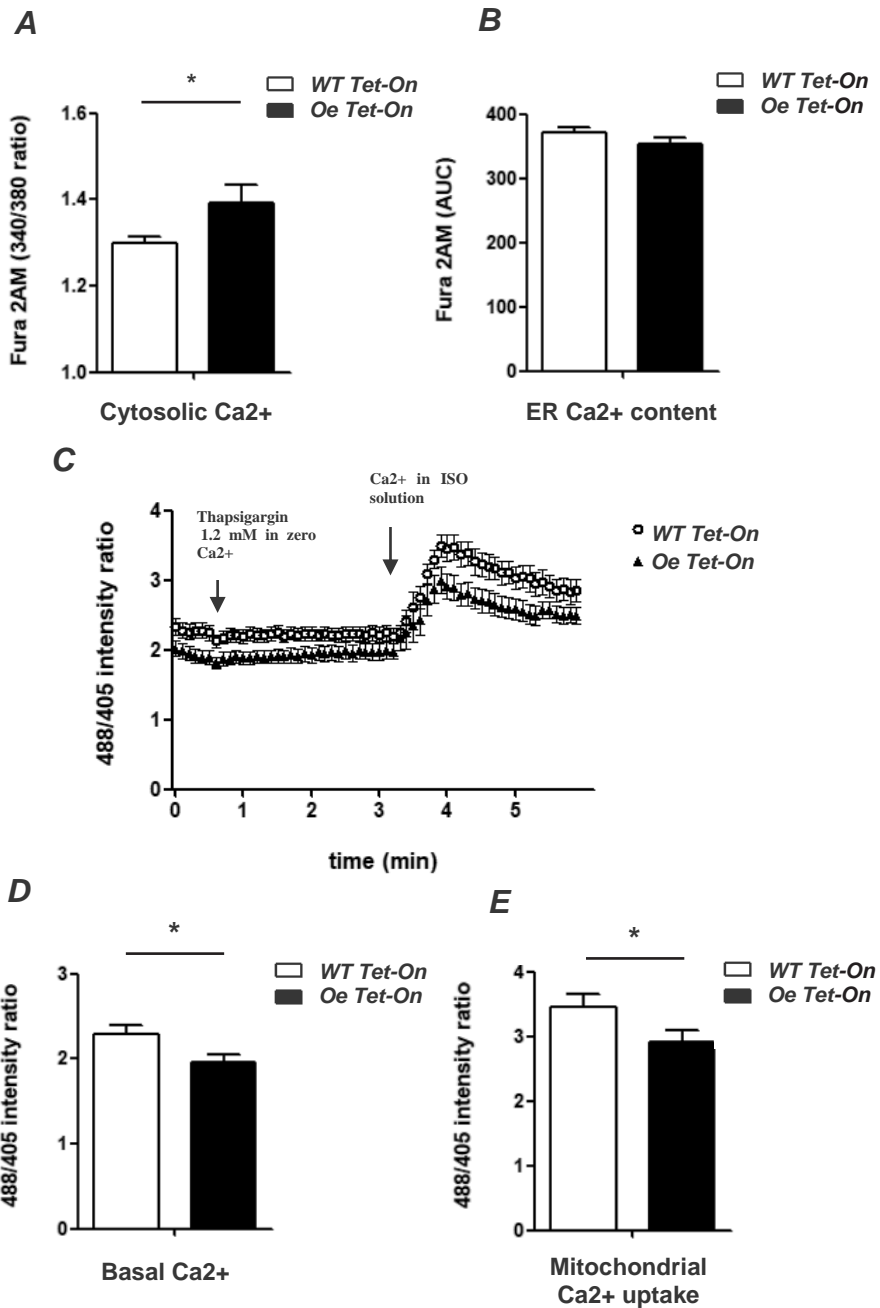 A
*
WT Tet-On
Oe Tet-On
Fura 2AM (340/380 ratio)
1.6
1.4
1.2
1.0
Cytosolic Ca2+
B
WT Tet-On
Oe Tet-On
Fura 2AM (AUC)
400
300
200
100
0
ER Ca2+ content
C
Thapsigargin
1.2 mM in zero
Ca2+
Ca2+ in ISO
solution
WT Tet-On
Oe Tet-On
488/405 intensity ratio
4
3
2
1
0
0 1 2 3 4 5
time (min)
D
*
WT Tet-On
Oe Tet-On
488/405 intensity ratio
3
2
1
0
Basal Ca2+
E
*
WT Tet-On
Oe Tet-On
488/405 intensity ratio
4
3
2
1
0
Mitochondrial
Ca2+ uptake